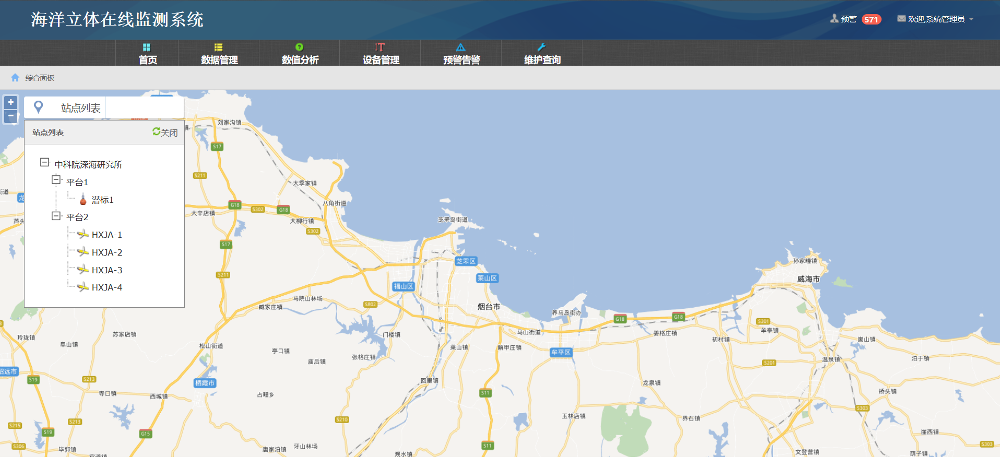 海洋立体在线监测系统
预警 571 欢迎,系统管理员
首页 数据管理 数值分析 设备管理 预警告警 维护查询
综合面板
+
−
站点列表
站点列表 关闭
中科院深海研究所
平台1
潜标1
平台2
HXJA-1
HXJA-2
HXJA-3
HXJA-4
刘家沟镇
S17
S211
大季家镇
G18
八角街道
S302
G18
大辛店镇
大柳行镇
芝罘岛街道
S302
S17
芝罘区
孙家疃镇
S211
莱山区
威海市
福山区
马院山林场
S802
臧家庄镇
烟台市
养马岛街办
G18
G18
S301
玲珑镇
苏家店镇
门楼镇
马山街道
姜格庄镇
羊亭镇
阜山镇
松山街道
亭口镇
莱山镇
解甲庄镇
初村镇
崮山镇
庙后镇
张格庄镇
牟平区
S201
温泉镇
泊于镇
招远市
S19
S213
栖霞市
回里镇
龙泉镇
寺口镇
西城镇
占疃乡
S11
桥头镇
S213
S210
玉林店镇
界石镇
S303
S215
S19
G15
崖西镇
S306
毕郭镇
唐家泊镇
牙山林场
S11
文登营镇
S303
观水镇
荫子镇
官道镇